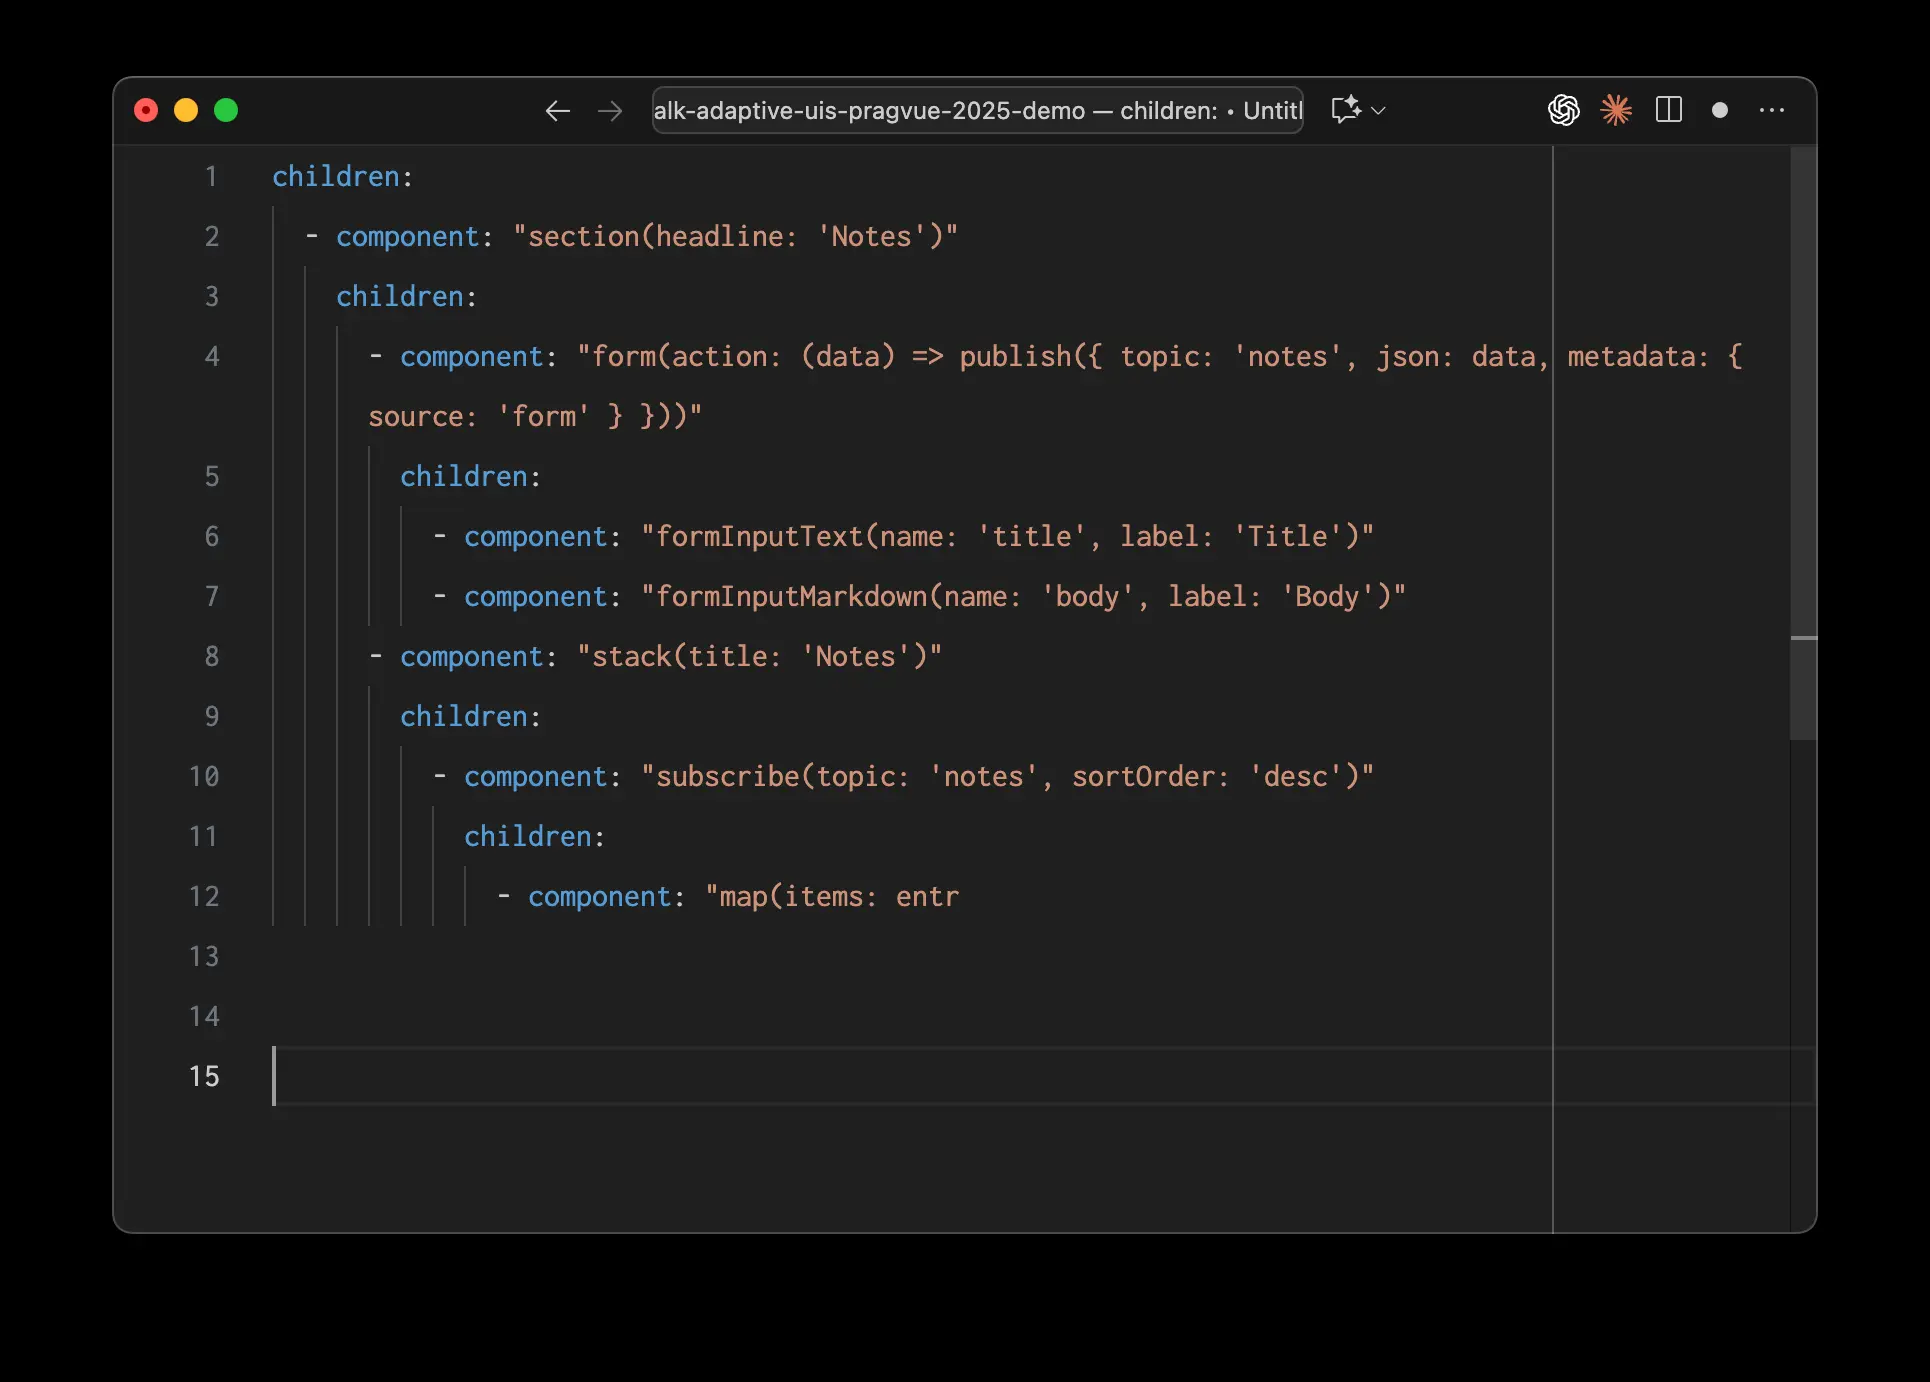 alk-adaptive-uis-pragvue-2025-demo — children: • Untitl
1 children:
2 - component: "section(headline: 'Notes')"
3 children:
4 - component: "form(action: (data) => publish({ topic: 'notes', json: data, metadata: {
source: 'form' } }))"
5 children:
6 - component: "formInputText(name: 'title', label: 'Title')"
7 - component: "formInputMarkdown(name: 'body', label: 'Body')"
8 - component: "stack(title: 'Notes')"
9 children:
10 - component: "subscribe(topic: 'notes', sortOrder: 'desc')"
11 children:
12 - component: "map(items: entr
13
14
15